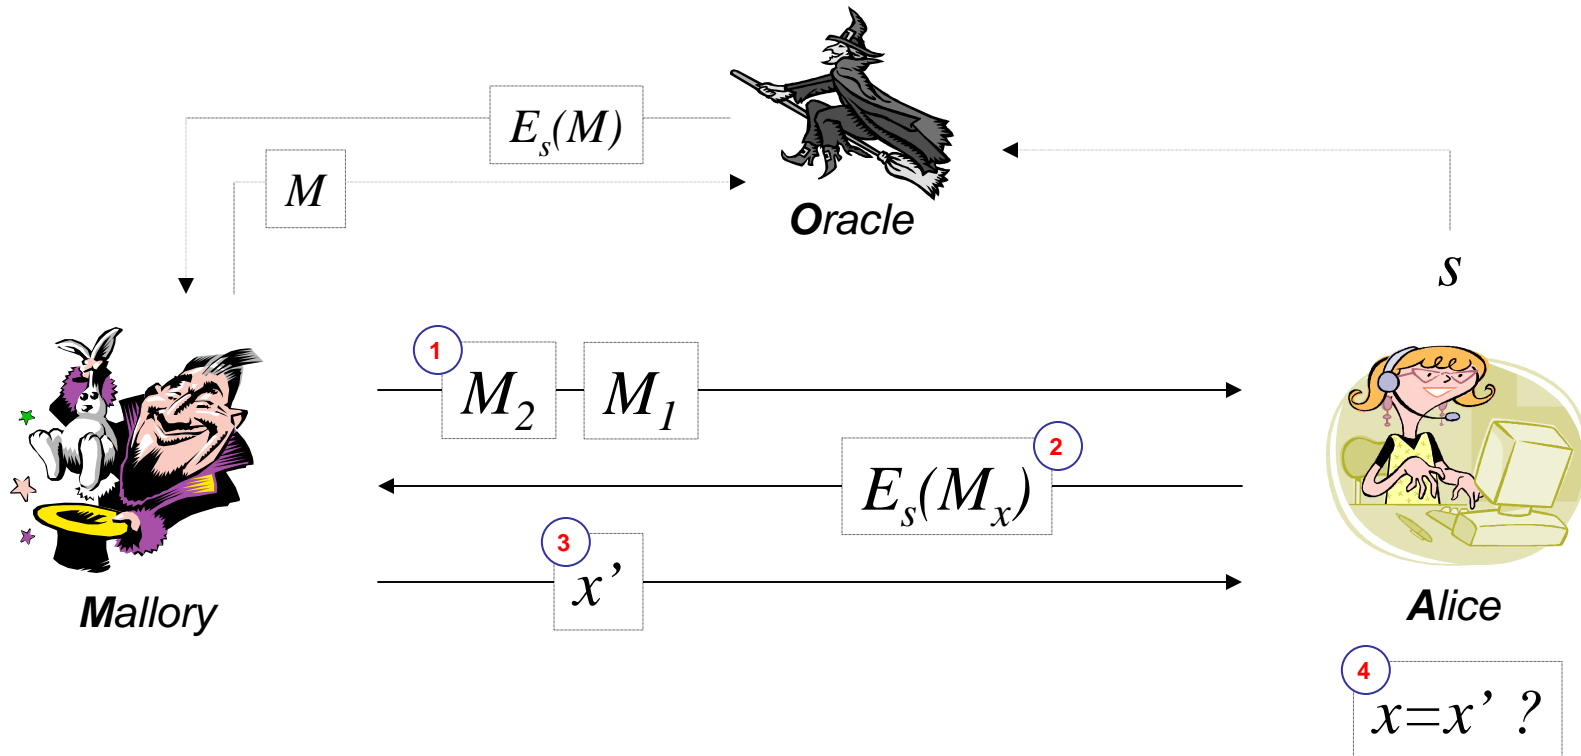 E_s(M)
M
Oracle
s
1
M_2 M_1
2
E_s(M_x)
3
x’
Mallory
Alice
4
x=x’ ?